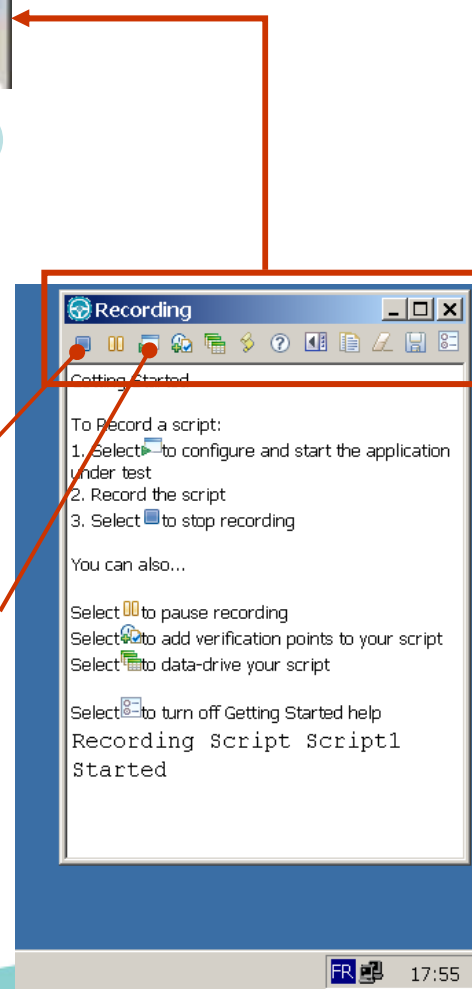 Recording
Getting Started
To Record a script:
1. Select to configure and start the application
under test
2. Record the script
3. Select to stop recording
You can also...
Select to pause recording
Select to add verification points to your script
Select to data-drive your script
Select to turn off Getting Started help
Recording Script Script1
Started
FR 17:55